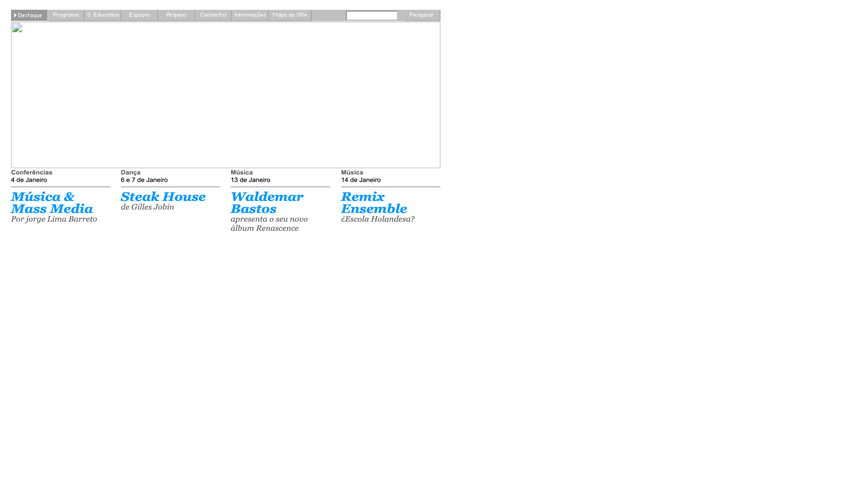 Destaque Programa S. Educativo Espaços Arquivo Contactos Informações Mapa do Site Pesquisar
Conferências
4 de Janeiro
Música &
Mass Media
Por jorge Lima Barreto
Dança
6 e 7 de Janeiro
Steak House
de Gilles Jobin
Música
13 de Janeiro
Waldemar
Bastos
apresenta o seu novo
álbum Renascence
Música
14 de Janeiro
Remix
Ensemble
¿Escola Holandesa?